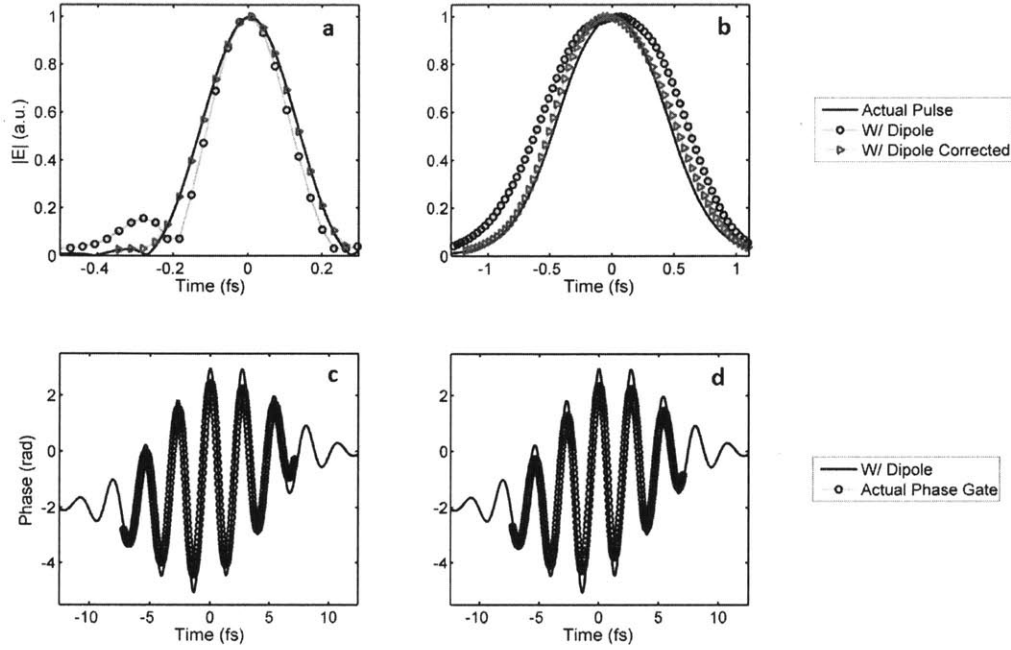 a
1
0.8
0.6
0.4
0.2
0
|E| (a.u.)
-0.4
-0.2
0
0.2
Time (fs)
b
1
0.8
0.6
0.4
0.2
0
-1
-0.5
0
0.5
1
Time (fs)
Actual Pulse
W/ Dipole
W/ Dipole Corrected
c
2
0
-2
-4
Phase (rad)
-10
-5
0
5
10
Time (fs)
d
2
0
-2
-4
-10
-5
0
5
10
Time (fs)
W/ Dipole
Actual Phase Gate